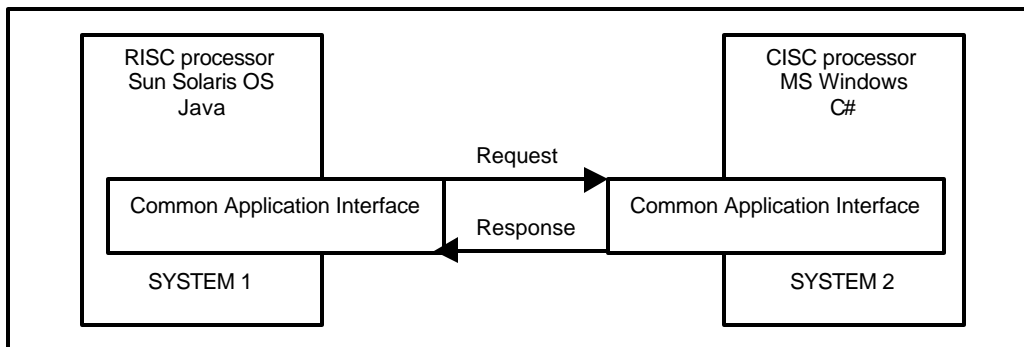 RISC processor
Sun Solaris OS
Java
CISC processor
MS Windows
C#
Request
Common Application Interface
Common Application Interface
Response
SYSTEM 1
SYSTEM 2